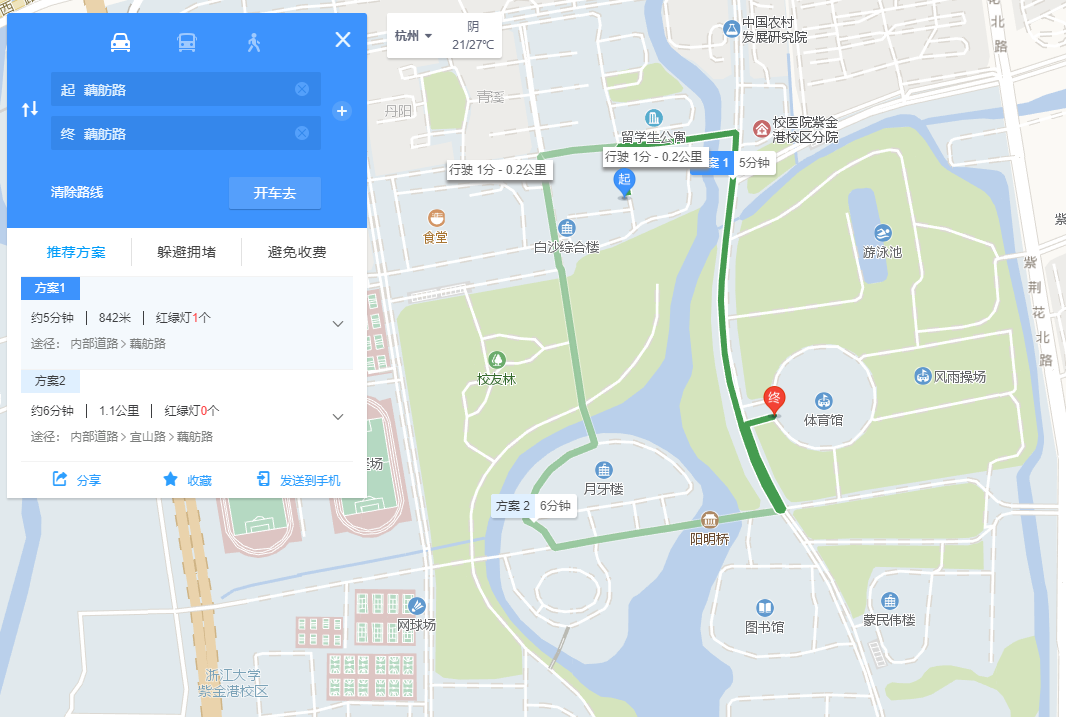 起 藕舫路
终 藕舫路
清除路线
开车去
推荐方案
躲避拥堵
避免收费
方案1
约5分钟 | 842米 | 红绿灯1个
途径： 内部道路 > 藕舫路
方案2
约6分钟 | 1.1公里 | 红绿灯0个
途径： 内部道路 > 宜山路 > 藕舫路
分享
收藏
发送到手机
杭州
阴
21/27℃
中国农村
发展研究院
北
路
丹阳
青溪
留学生公寓
校医院紫金
港校区分院
行驶 1分 - 0.2公里
行驶 1分 - 0.2公里
案 1 5分钟
起
食堂
白沙综合楼
游泳池
紫
紫
荆
花
北
路
校友林
终
体育馆
风雨操场
场
月牙楼
方案 2 6分钟
阳明桥
网球场
图书馆
蒙民伟楼
浙江大学
紫金港校区